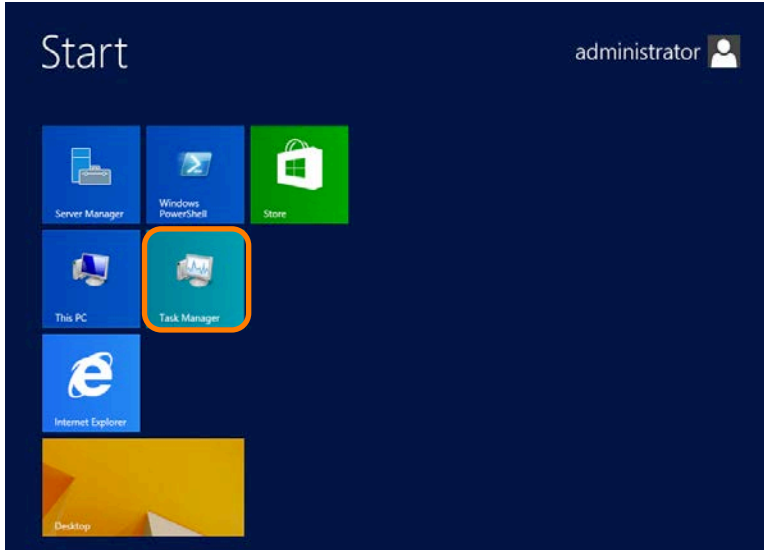 Start
administrator
Server Manager
Windows
PowerShell
Store
This PC
Task Manager
Internet Explorer
Desktop